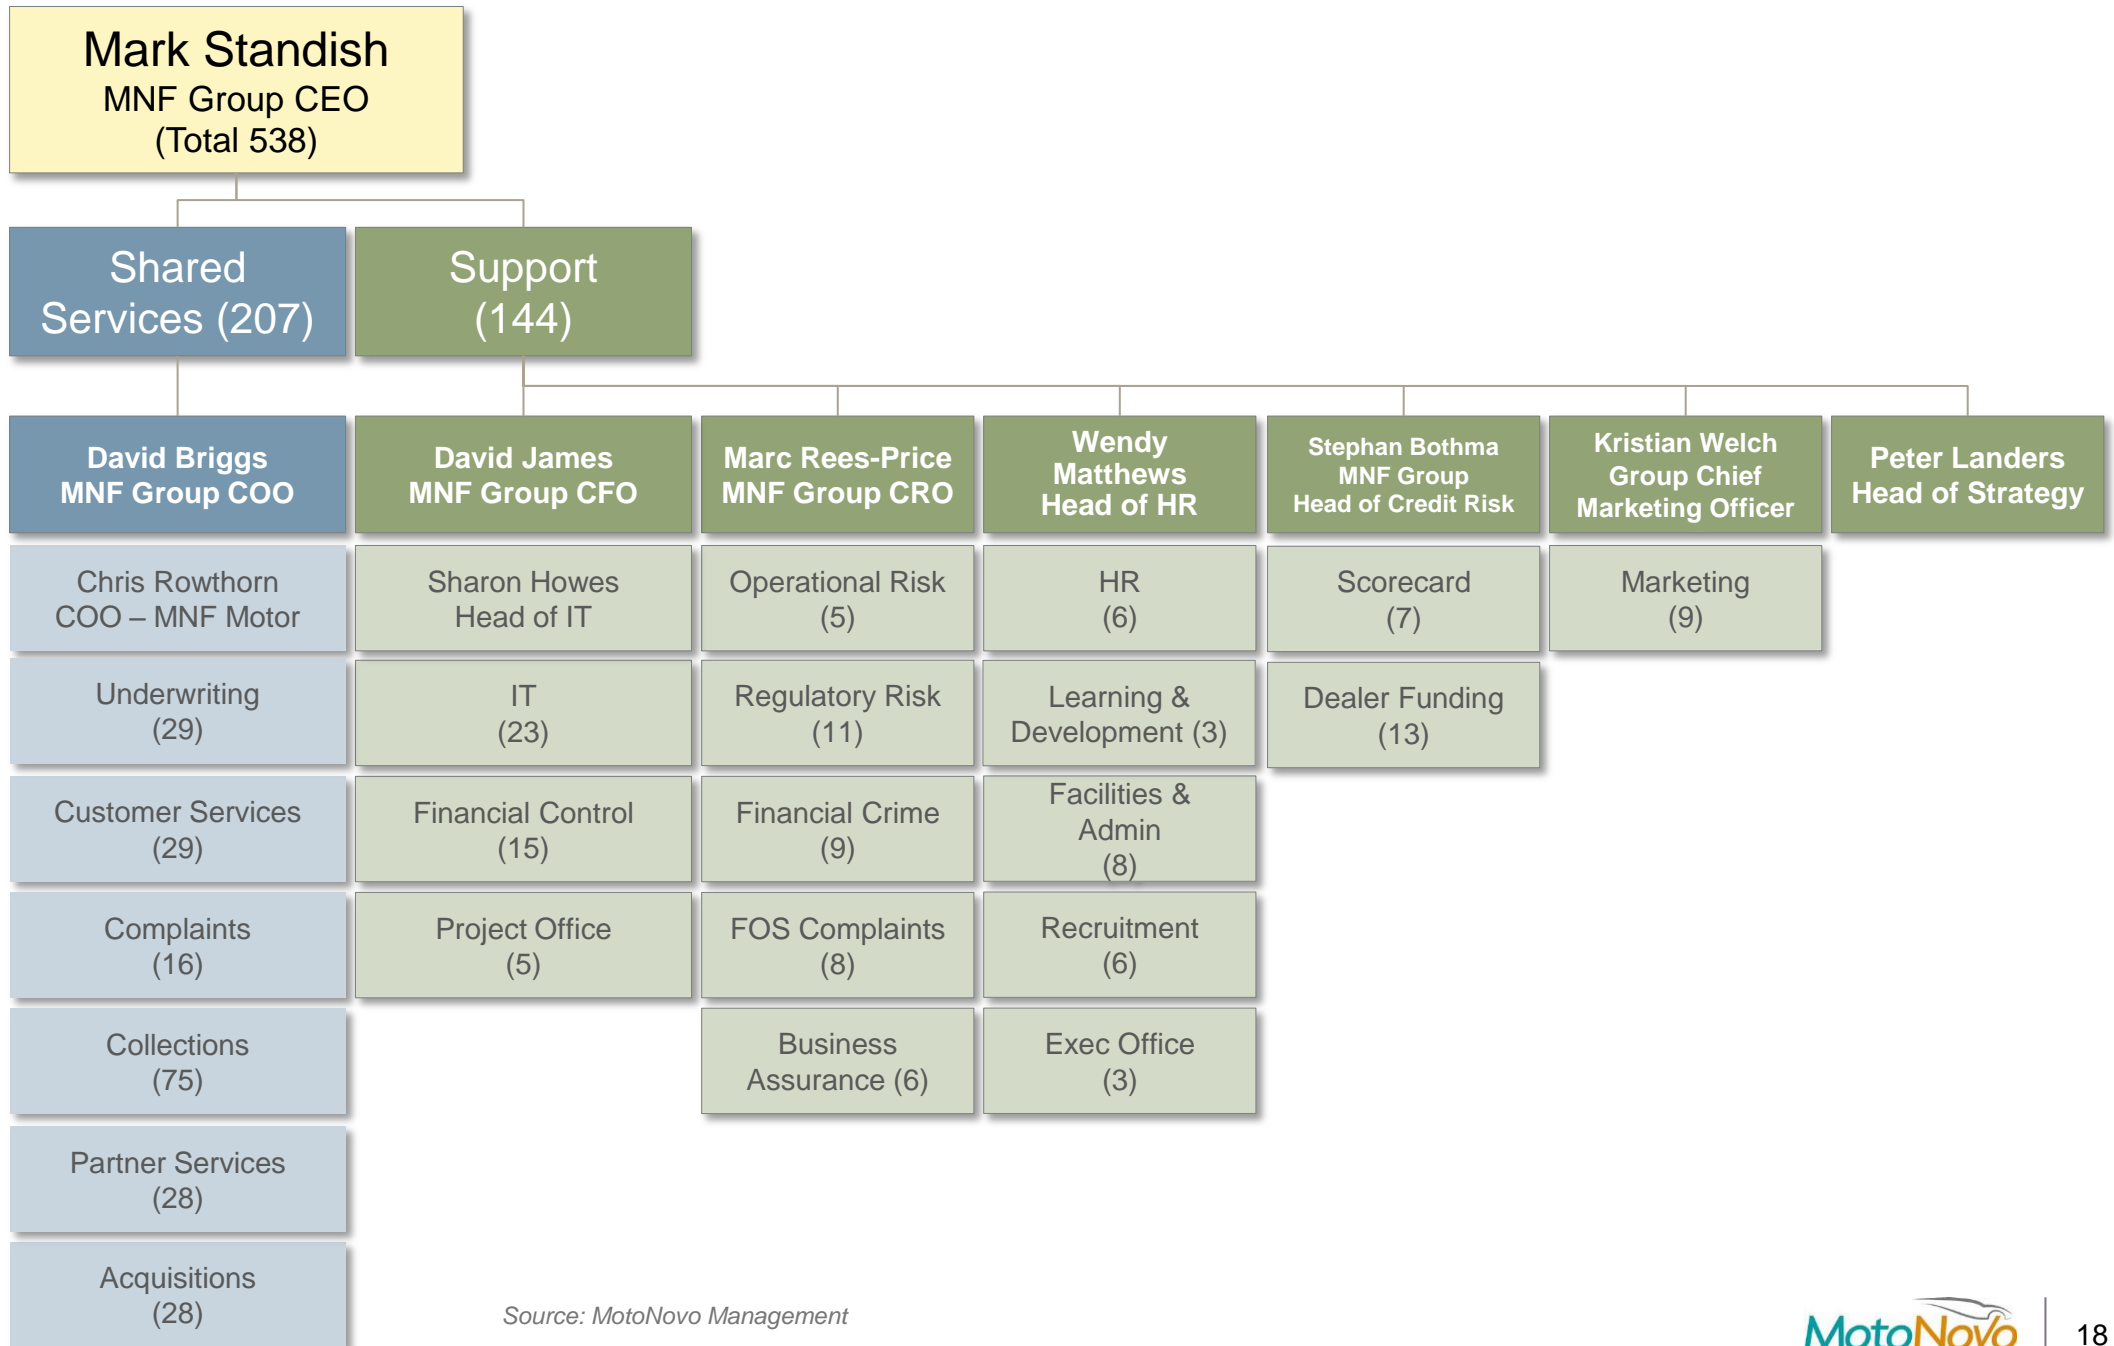 Mark Standish
MNF Group CEO
(Total 538)
Shared
Services (207)
Support
(144)
David Briggs
MNF Group COO
David James
MNF Group CFO
Marc Rees-Price
MNF Group CRO
Wendy
Matthews
Head of HR
Stephan Bothma
MNF Group
Head of Credit Risk
Kristian Welch
Group Chief
Marketing Officer
Peter Landers
Head of Strategy
Chris Rowthorn
COO – MNF Motor
Underwriting
(29)
Customer Services
(29)
Complaints
(16)
Collections
(75)
Partner Services
(28)
Acquisitions
(28)
Sharon Howes
Head of IT
IT
(23)
Financial Control
(15)
Project Office
(5)
Operational Risk
(5)
Regulatory Risk
(11)
Financial Crime
(9)
FOS Complaints
(8)
Business
Assurance (6)
HR
(6)
Learning &
Development (3)
Facilities &
Admin
(8)
Recruitment
(6)
Exec Office
(3)
Scorecard
(7)
Dealer Funding
(13)
Marketing
(9)
Source: MotoNovo Management
MotoNovo
18